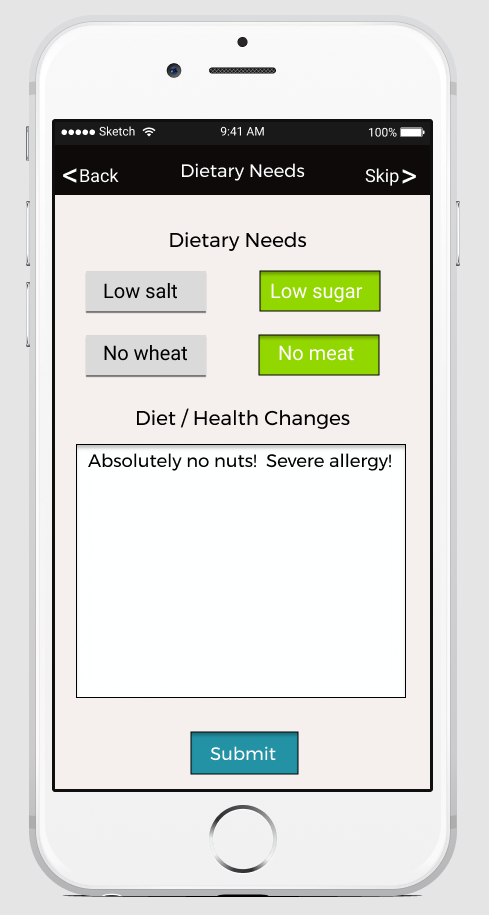 Sketch 9:41 AM 100%
< Back Dietary Needs Skip >
Dietary Needs
Low salt Low sugar
No wheat No meat
Diet / Health Changes
Absolutely no nuts! Severe allergy!
Submit